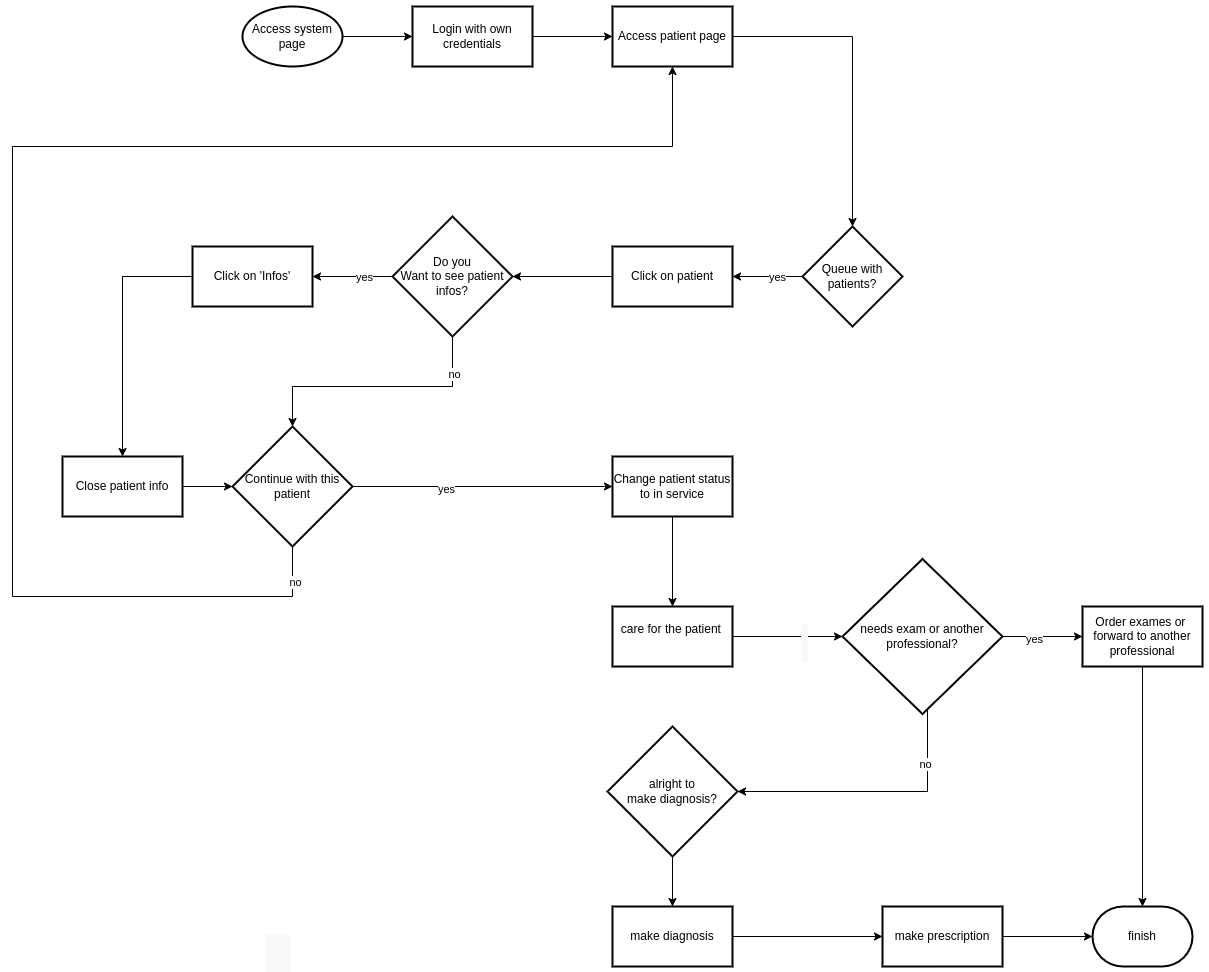 Access system
page
Login with own
credentials
Access patient page
Click on 'Infos'
yes
Do you
Want to see patient
infos?
Click on patient
yes
Queue with
patients?
no
Close patient info
Continue with this
patient
yes
Change patient status
to in service
no
care for the patient
needs exam or another
professional?
yes
Order exames or
forward to another
professional
no
alright to
make diagnosis?
make diagnosis
make prescription
finish